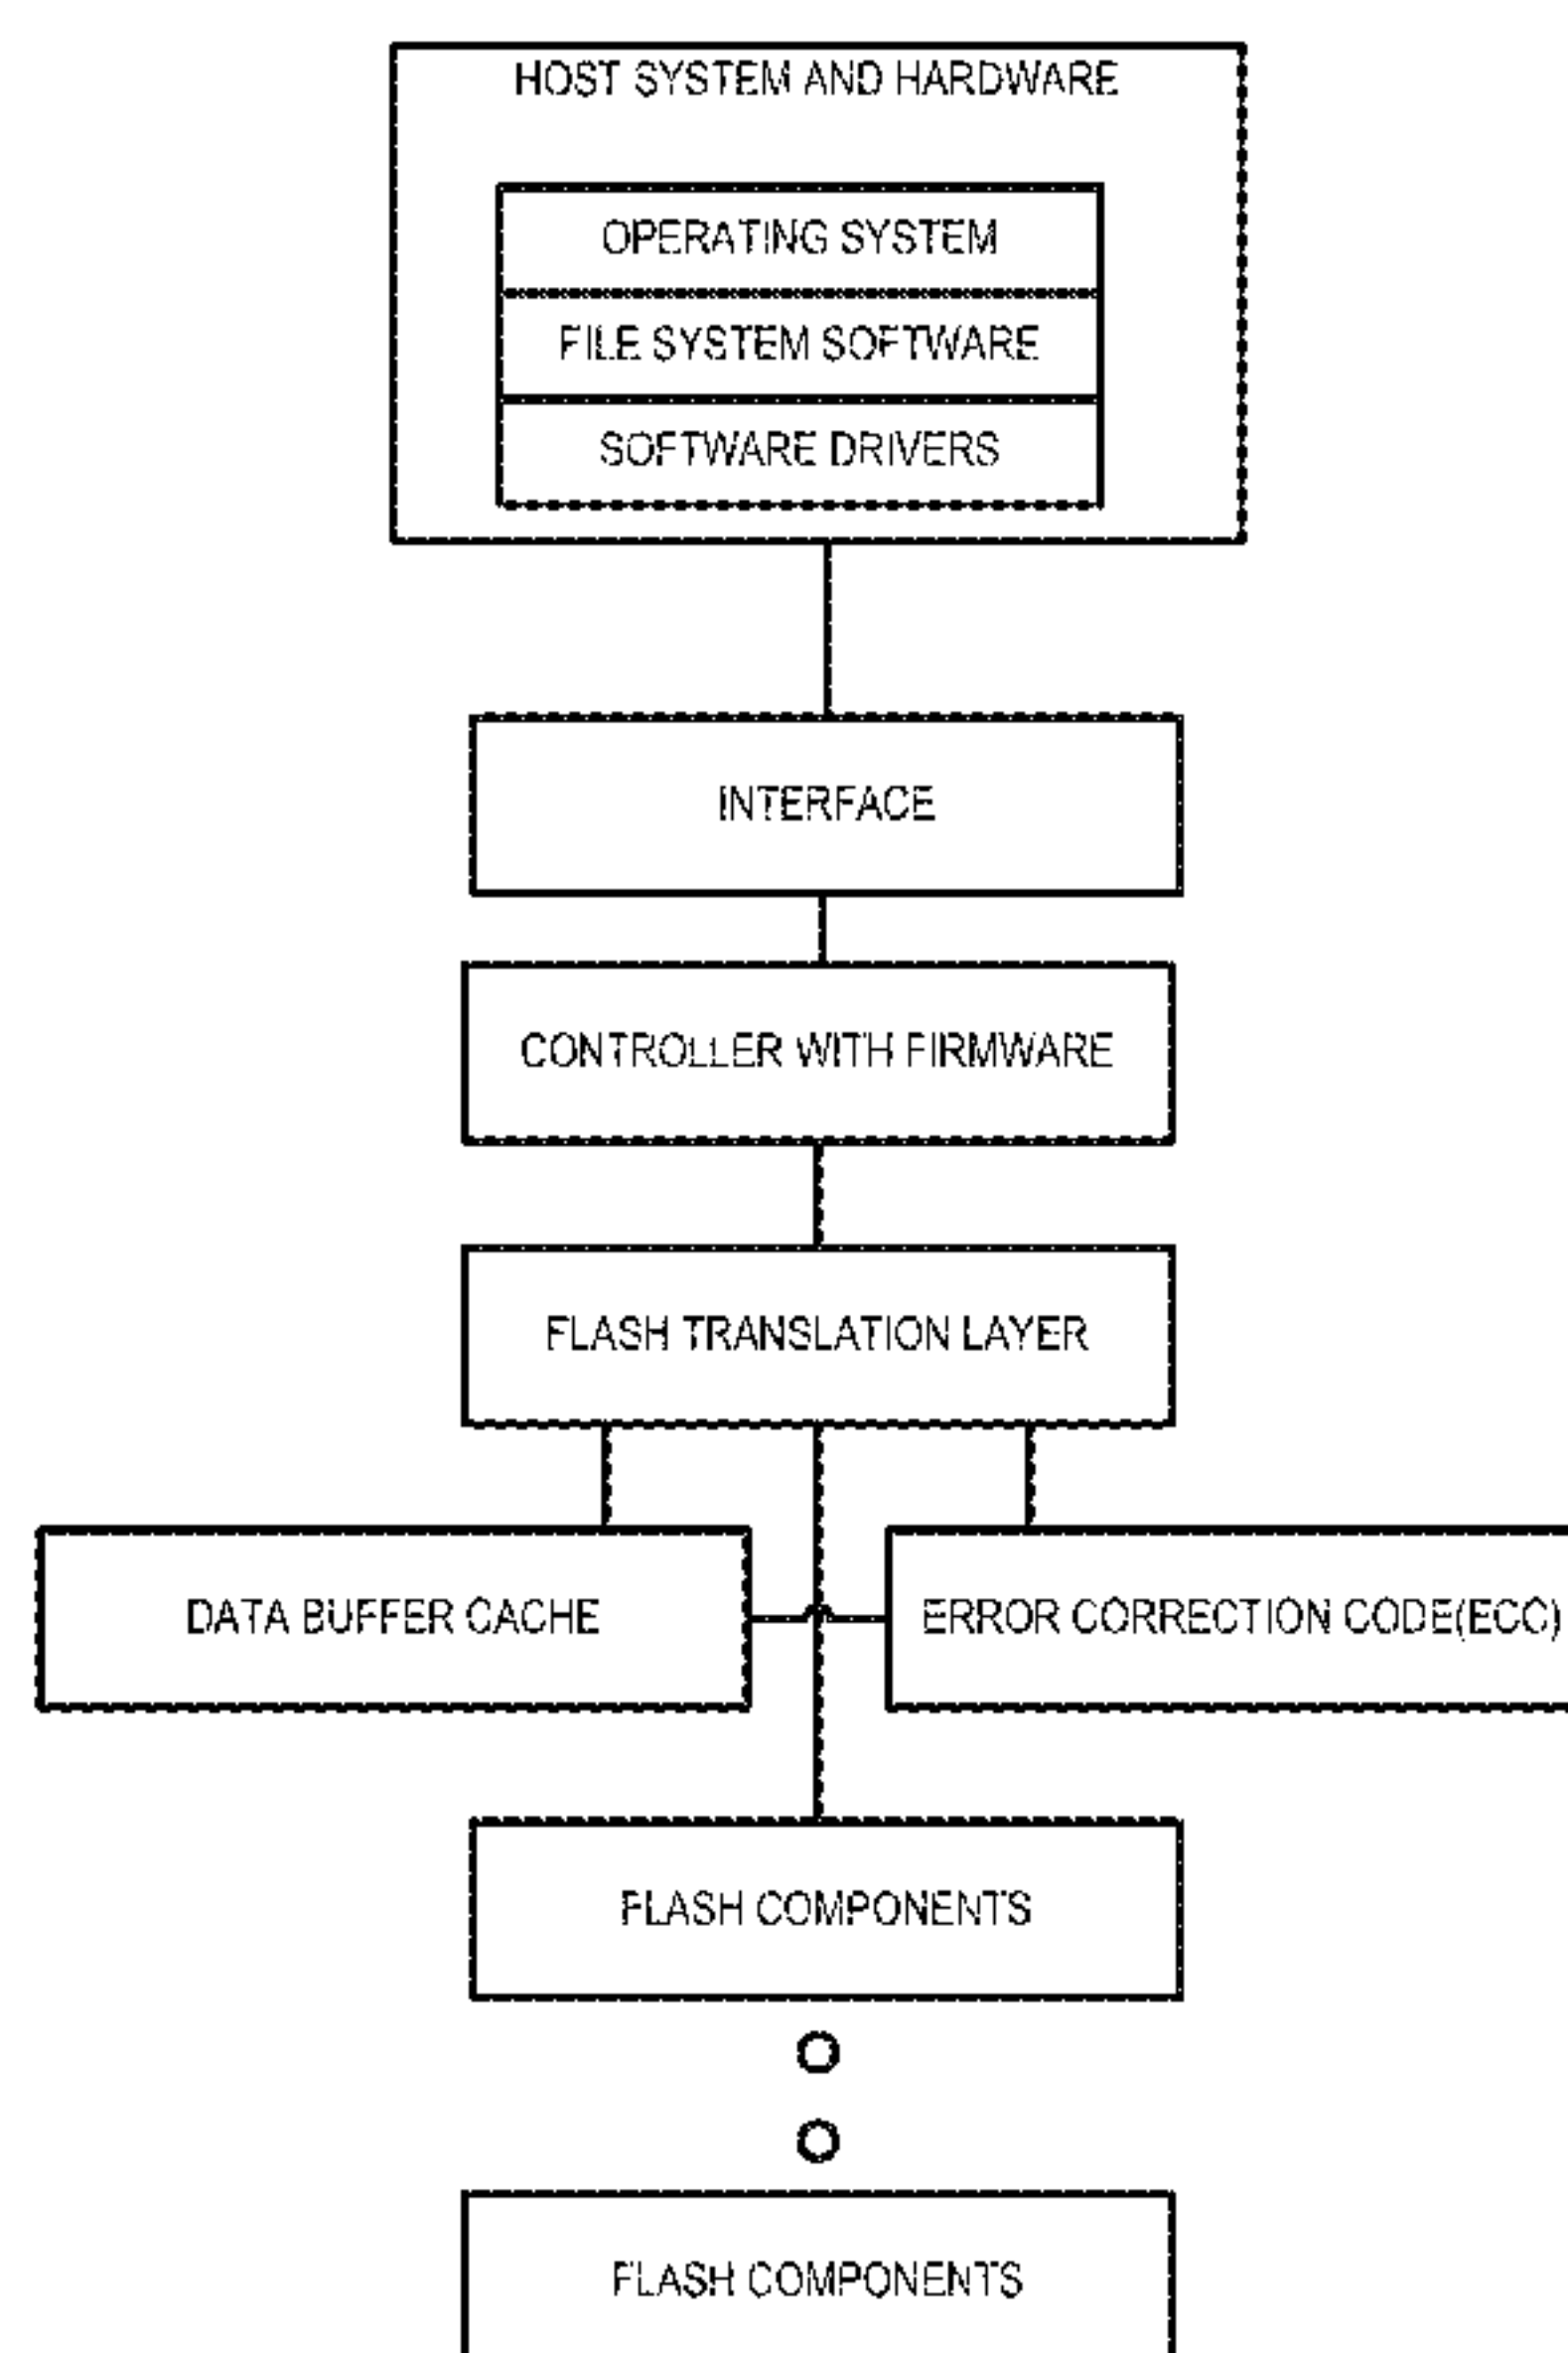 HOST SYSTEM AND HARDWARE
OPERATING SYSTEM
FILE SYSTEM SOFTWARE
SOFTWARE DRIVERS
INTERFACE
CONTROLLER WITH FIRMWARE
FLASH TRANSLATION LAYER
DATA BUFFER CACHE
ERROR CORRECTION CODE(ECC)
FLASH COMPONENTS
FLASH COMPONENTS